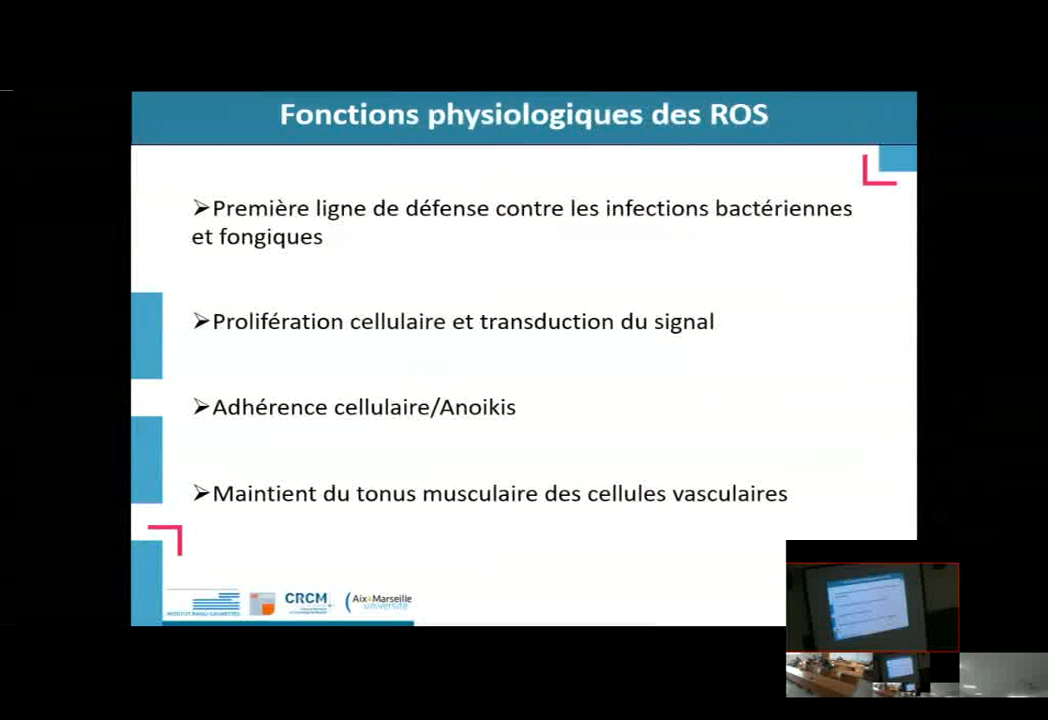 Fonctions physiologiques des ROS
➢Première ligne de défense contre les infections bactériennes
et fongiques
➢Prolifération cellulaire et transduction du signal
➢Adhérence cellulaire/Anoikis
➢Maintient du tonus musculaire des cellules vasculaires
CRCM
Aix*Marseille
université